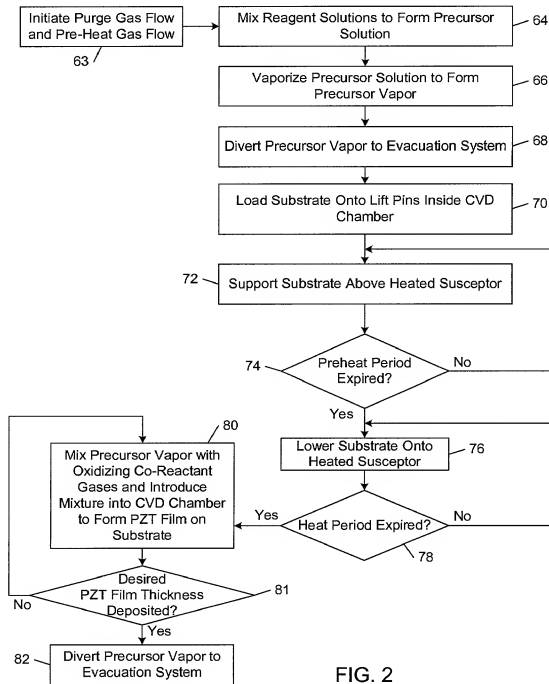 Initiate Purge Gas Flow
and Pre-Heat Gas Flow
63
Mix Reagent Solutions to Form Precursor
Solution
64
Vaporize Precursor Solution to Form
Precursor Vapor
66
Divert Precursor Vapor to Evacuation System
68
Load Substrate Onto Lift Pins Inside CVD
Chamber
70
72
Support Substrate Above Heated Susceptor
74
Preheat Period
Expired?
No
Yes
Lower Substrate Onto
Heated Susceptor
76
Heat Period Expired?
No
Yes
78
80
Mix Precursor Vapor with
Oxidizing Co-Reactant
Gases and Introduce
Mixture into CVD Chamber
to Form PZT Film on
Substrate
Desired
PZT Film Thickness
Deposited?
81
No
Yes
82
Divert Precursor Vapor to
Evacuation System
FIG. 2